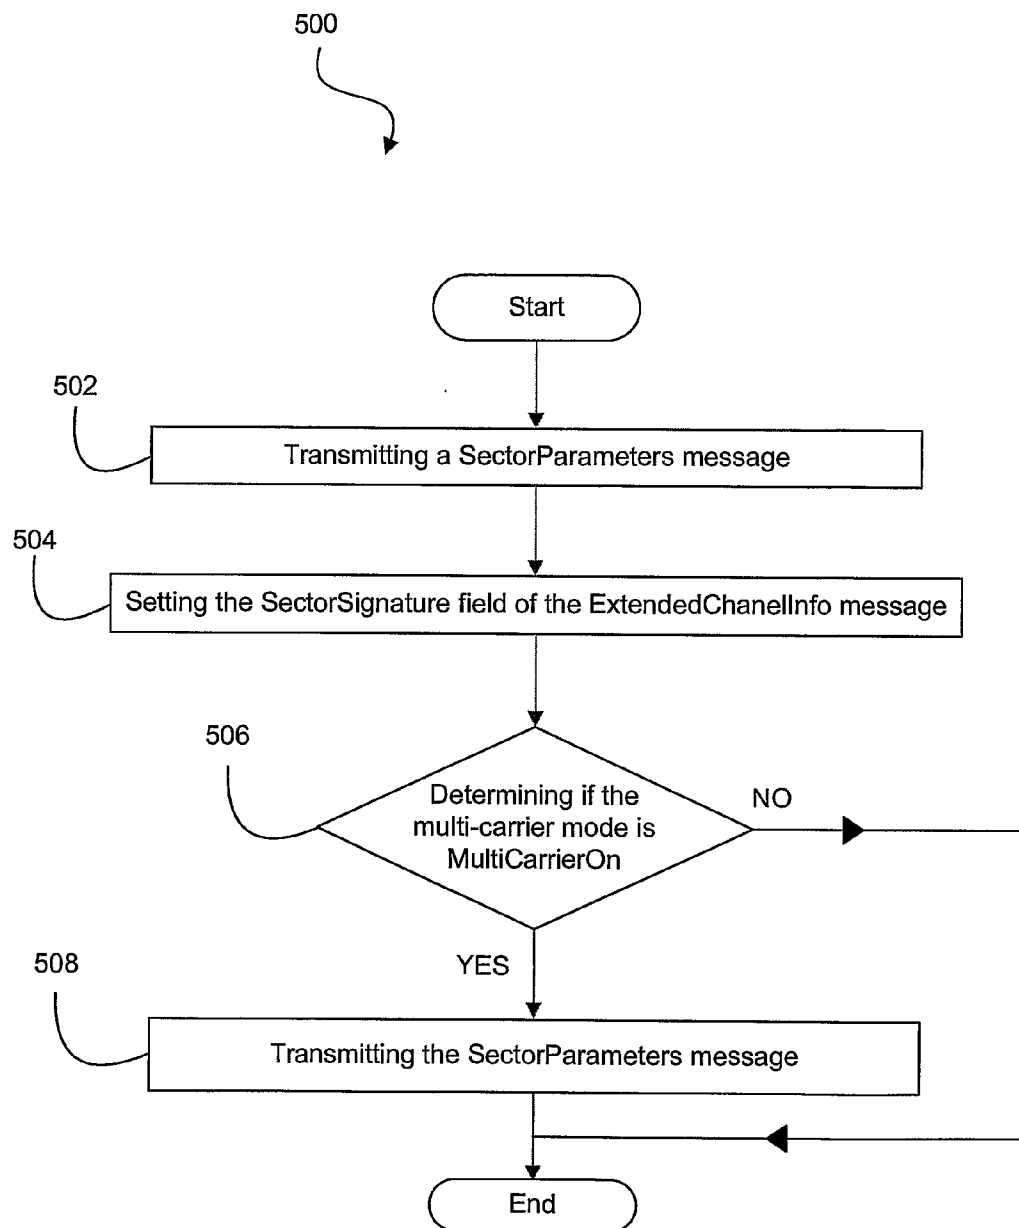 500
Start
502
Transmitting a SectorParameters message
504
Setting the SectorSignature field of the ExtendedChanelInfo message
506
Determining if the
multi-carrier mode is
MultiCarrierOn
NO
YES
508
Transmitting the SectorParameters message
End